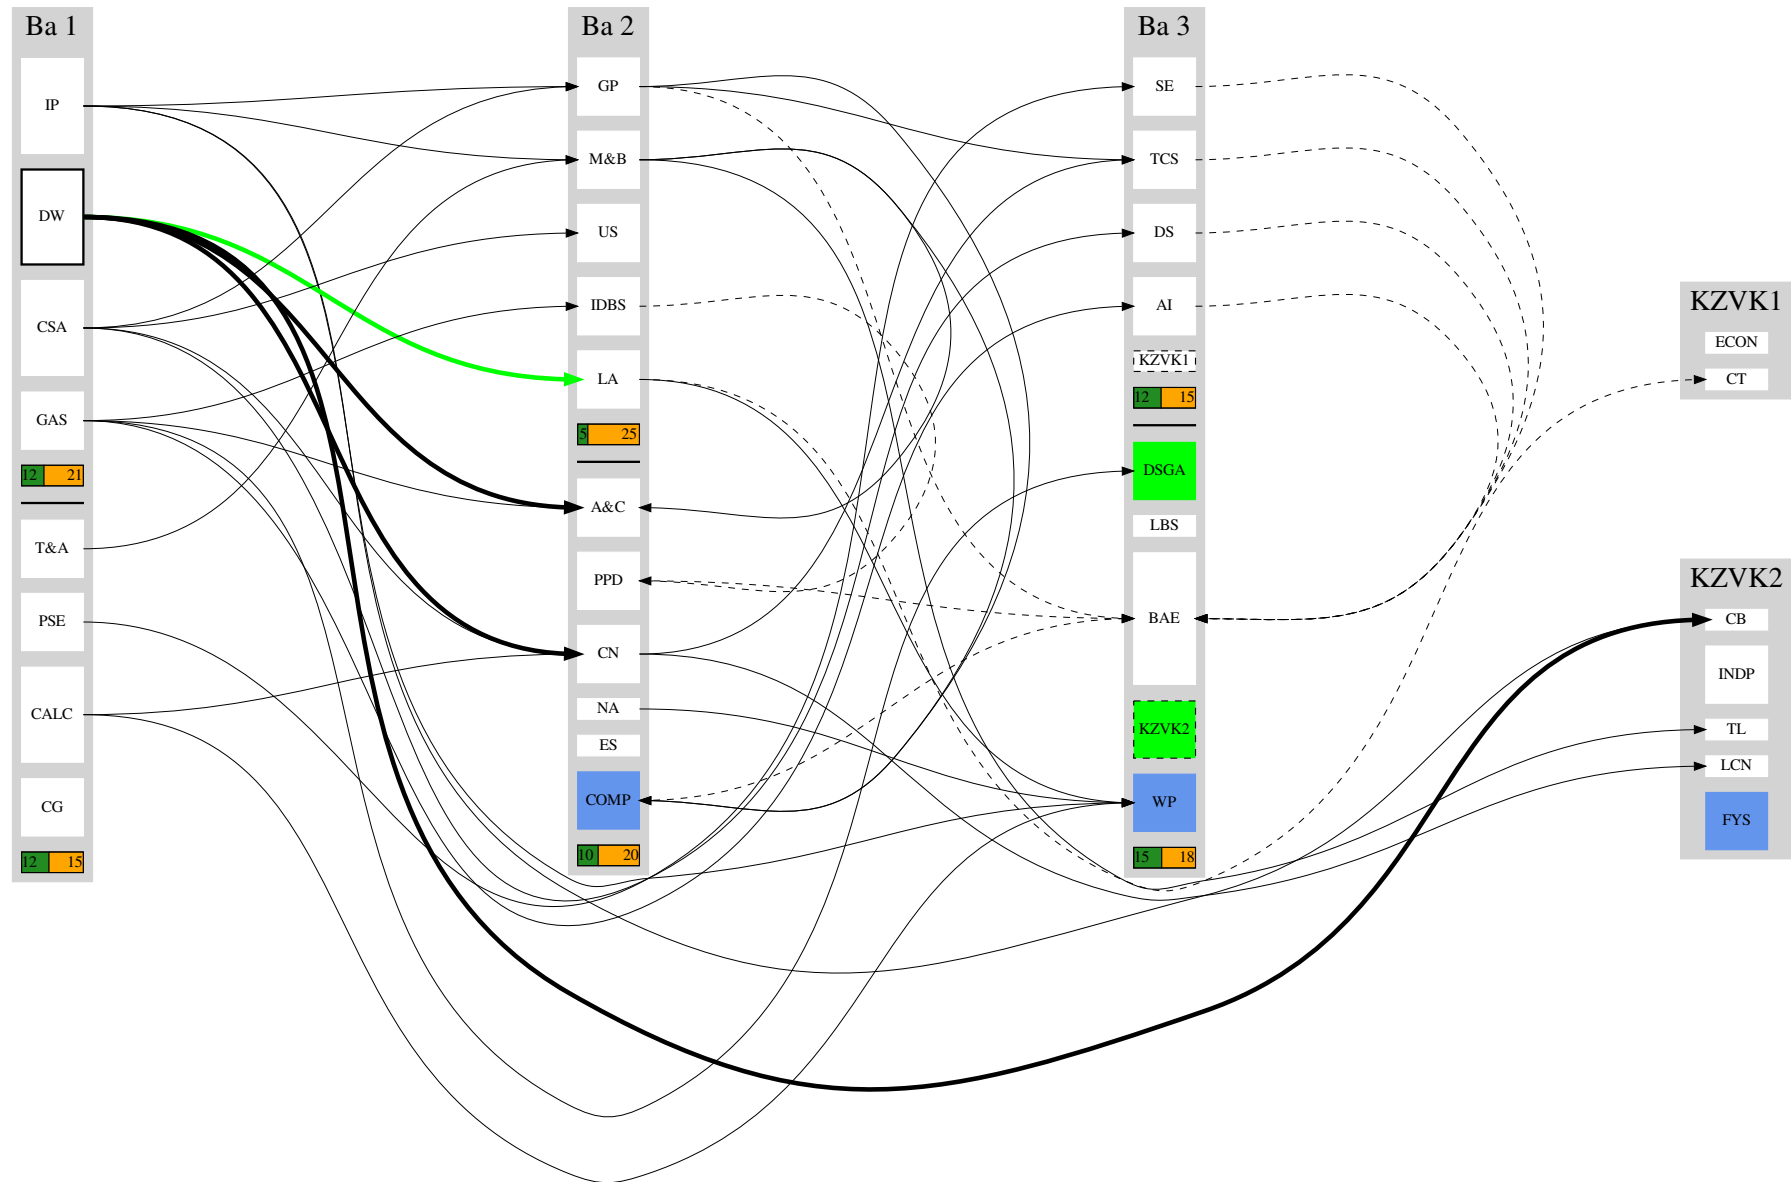 Ba 1
IP
DW
CSA
GAS
12 21
T&A
PSE
CALC
CG
12 15
Ba 2
GP
M&B
US
IDBS
LA
5 25
A&C
PPD
CN
NA
ES
COMP
10 20
Ba 3
SE
TCS
DS
AI
KZVK1
12 15
DSGA
LBS
BAE
KZVK2
WP
15 18
KZVK1
ECON
CT
KZVK2
CB
INDP
TL
LCN
FYS